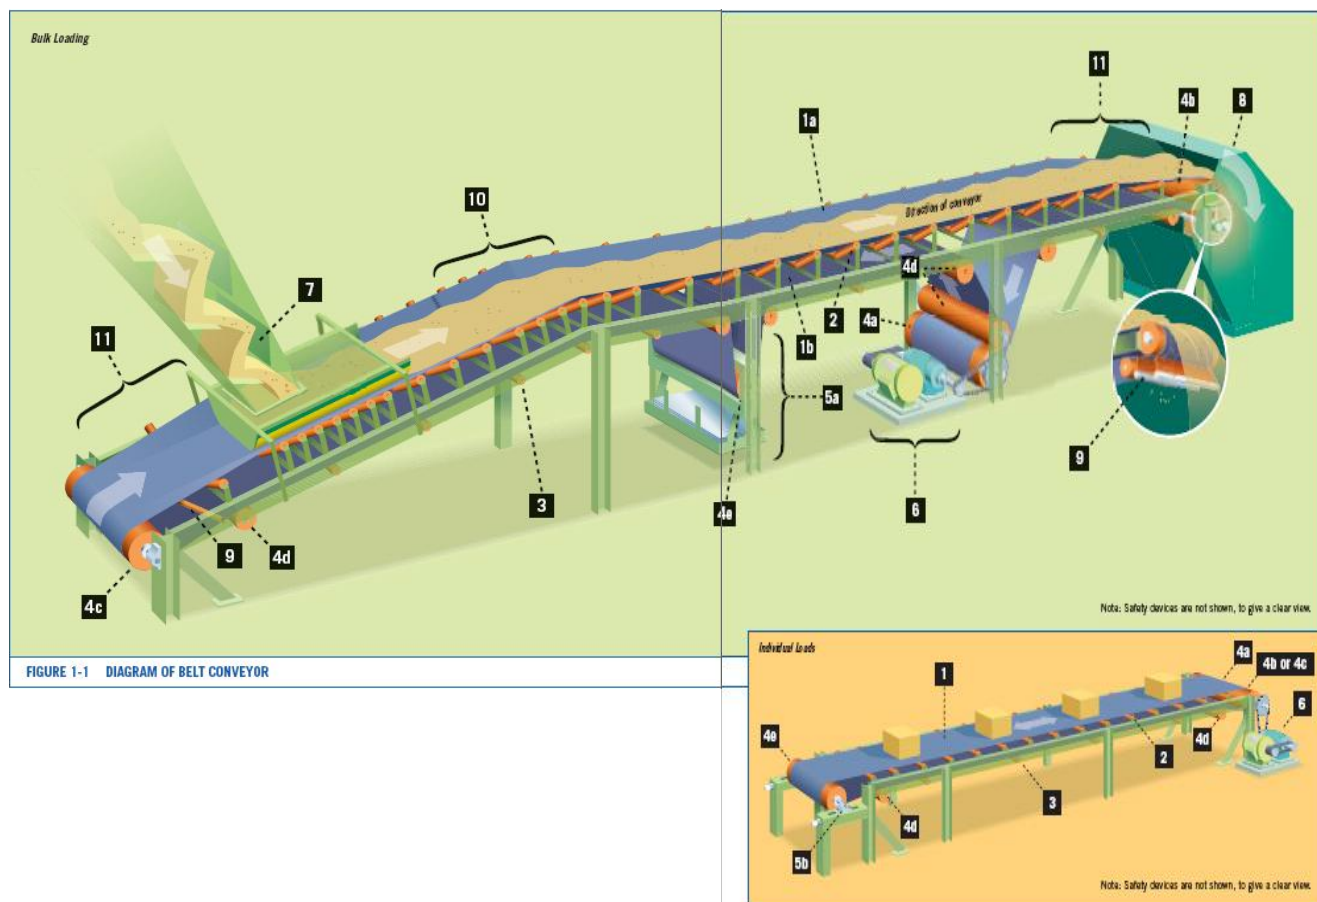 Bulk Loading
11
4b
8
1a
10
Direction of conveyor
7
4d
11
2
4a
1b
5a
9
3
4e
6
9
4d
4c
Note: Safety devices are not shown, to give a clear view.
FIGURE 1-1 DIAGRAM OF BELT CONVEYOR
Individual Loads
4a
4b or 4c
1
6
4e
4d
2
3
4d
5b
Note: Safety devices are not shown, to give a clear view.